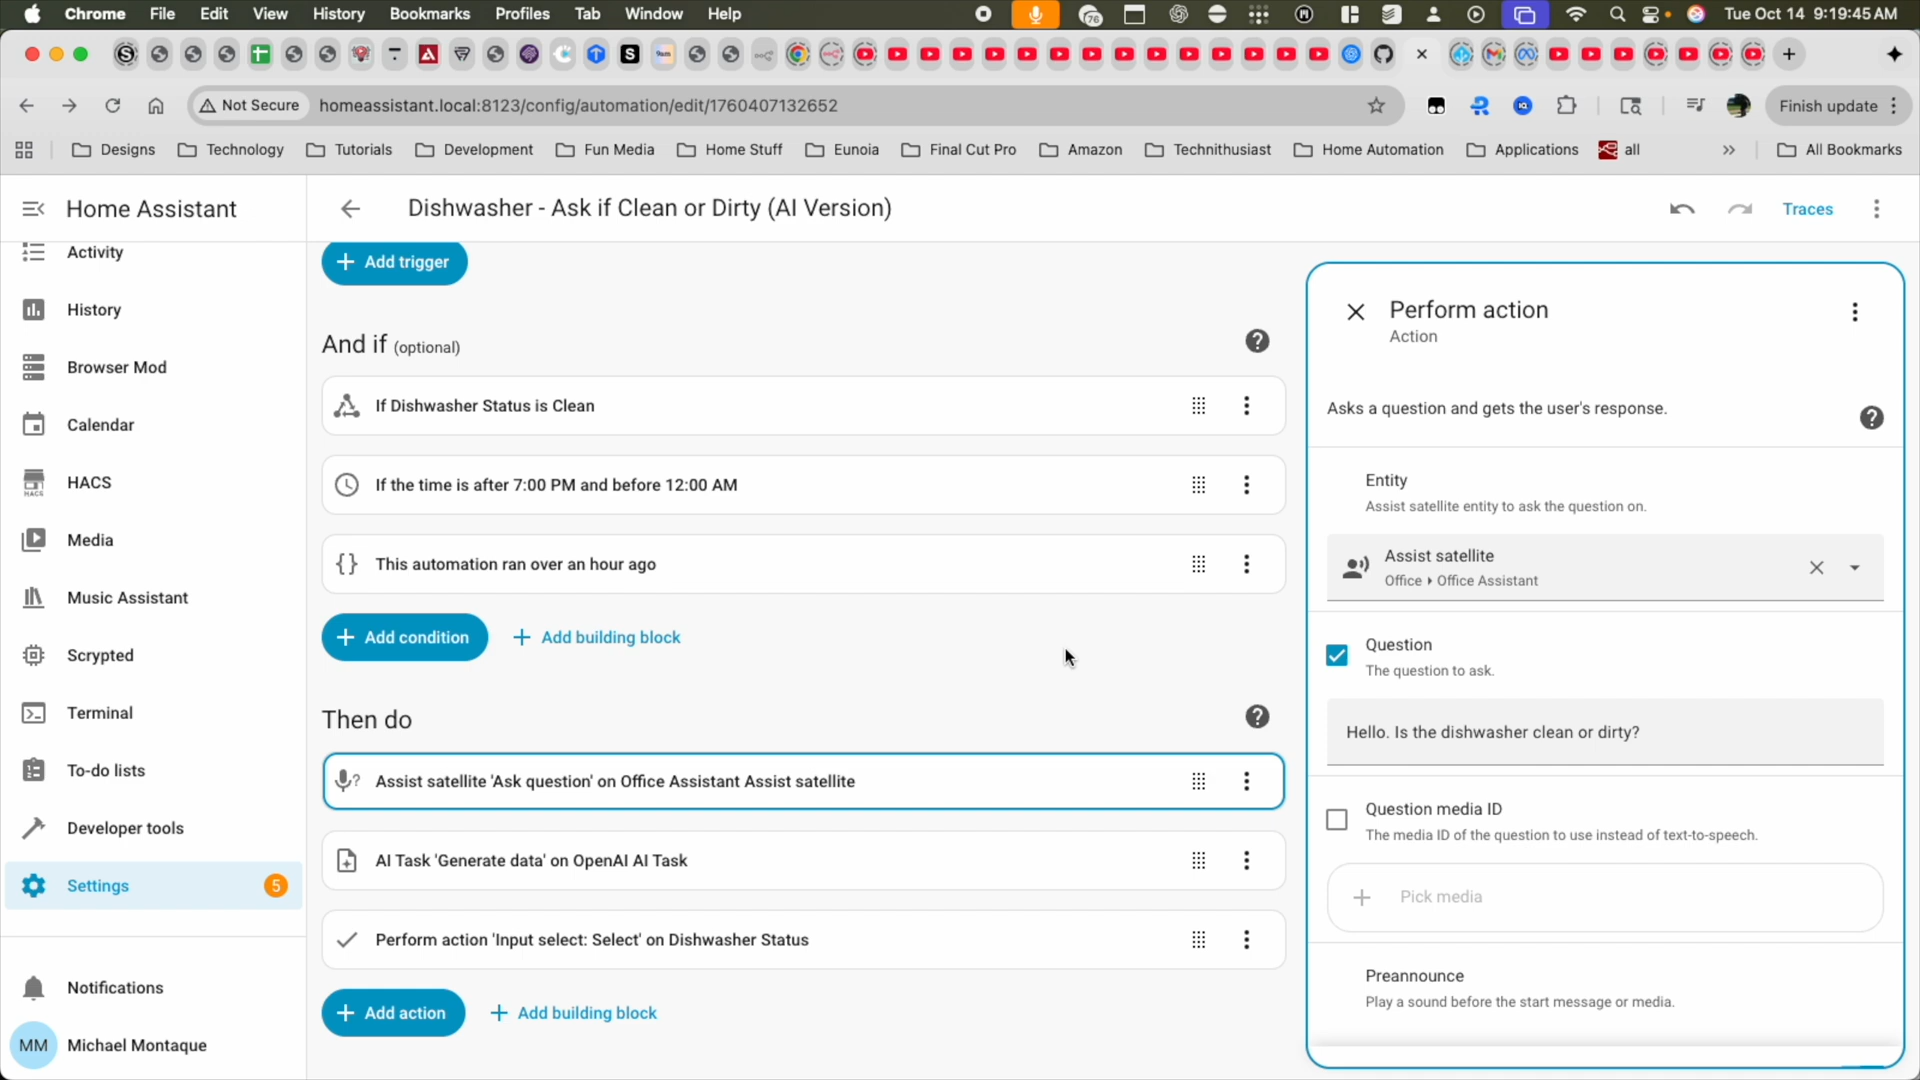 Chrome File Edit View History Bookmarks Profiles Tab Window Help
76
Tue Oct 14 9:19:45 AM
Not Secure homeassistant.local:8123/config/automation/edit/1760407132652
Finish update
Designs Technology Tutorials Development Fun Media Home Stuff Eunoia Final Cut Pro Amazon Technithusiast Home Automation Applications all » All Bookmarks
Home Assistant
Dishwasher - Ask if Clean or Dirty (AI Version)
Traces
Activity
History
Browser Mod
Calendar
HACS
Media
Music Assistant
Scrypted
Terminal
To-do lists
Developer tools
Settings 5
Notifications
MM Michael Montaque
+ Add trigger
And if (optional)
If Dishwasher Status is Clean
If the time is after 7:00 PM and before 12:00 AM
This automation ran over an hour ago
+ Add condition + Add building block
Then do
Assist satellite 'Ask question' on Office Assistant Assist satellite
AI Task 'Generate data' on OpenAI AI Task
Perform action 'Input select: Select' on Dishwasher Status
+ Add action + Add building block
Perform action
Action
Asks a question and gets the user's response.
Entity
Assist satellite entity to ask the question on.
Assist satellite
Office ▸ Office Assistant
Question
The question to ask.
Hello. Is the dishwasher clean or dirty?
Question media ID
The media ID of the question to use instead of text-to-speech.
+ Pick media
Preannounce
Play a sound before the start message or media.